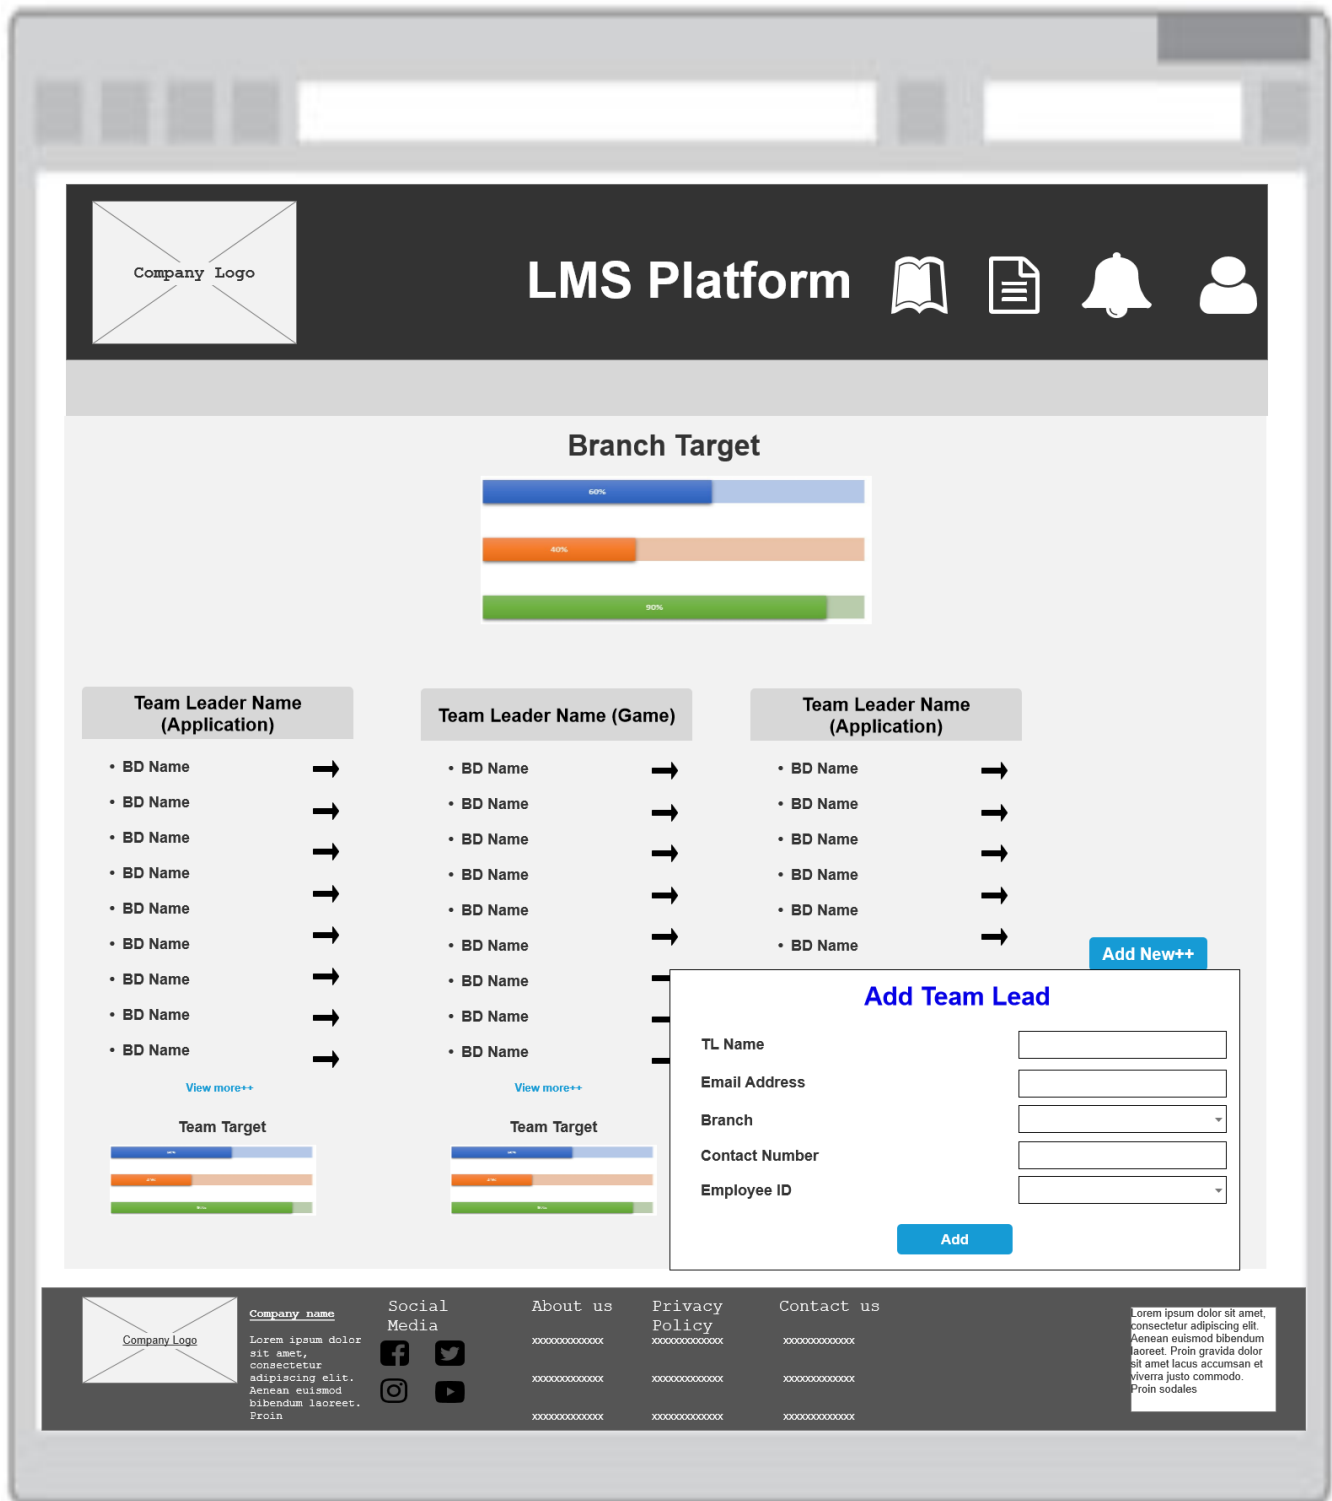 Company Logo
LMS Platform
Branch Target
60%
40%
90%
Team Leader Name
(Application)
• BD Name
• BD Name
• BD Name
• BD Name
• BD Name
• BD Name
• BD Name
• BD Name
• BD Name
View more++
Team Target
Team Leader Name (Game)
• BD Name
• BD Name
• BD Name
• BD Name
• BD Name
• BD Name
• BD Name
• BD Name
• BD Name
View more++
Team Target
Team Leader Name
(Application)
• BD Name
• BD Name
• BD Name
• BD Name
• BD Name
• BD Name
Add New++
Add Team Lead
TL Name
Email Address
Branch
Contact Number
Employee ID
Add
Company Logo
Company name
Lorem ipsum dolor
sit amet,
consectetur
adipiscing elit.
Aenean euismod
bibendum laoreet.
Proin
Social
Media
About us
xxxxxxxxxxxxx
xxxxxxxxxxxxx
xxxxxxxxxxxxx
Privacy
Policy
xxxxxxxxxxxxx
xxxxxxxxxxxxx
xxxxxxxxxxxxx
Contact us
xxxxxxxxxxxxx
xxxxxxxxxxxxx
xxxxxxxxxxxxx
Lorem ipsum dolor sit amet,
consectetur adipiscing elit.
Aenean euismod bibendum
laoreet. Proin gravida dolor
sit amet lacus accumsan et
viverra justo commodo.
Proin sodales